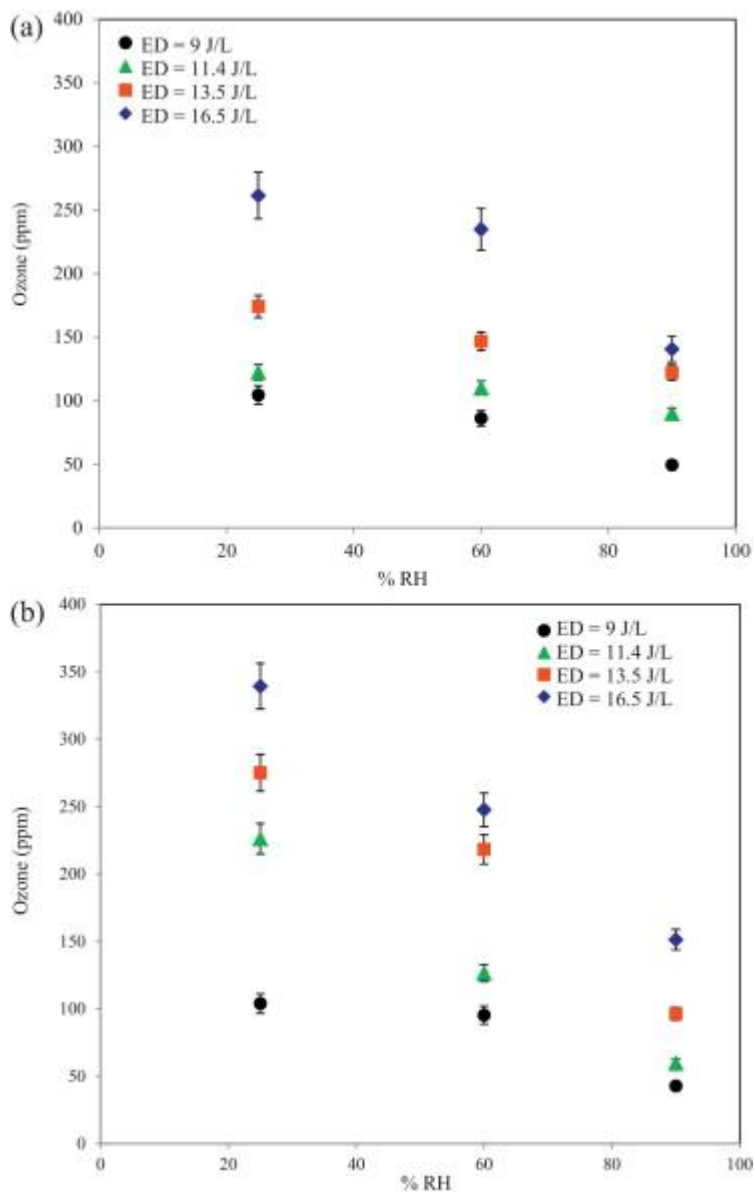 (a)
ED = 9 J/L
ED = 11.4 J/L
ED = 13.5 J/L
ED = 16.5 J/L
400
350
300
250
200
150
100
50
0
Ozone (ppm)
0 20 40 60 80 100
% RH
(b)
ED = 9 J/L
ED = 11.4 J/L
ED = 13.5 J/L
ED = 16.5 J/L
400
350
300
250
200
150
100
50
0
Ozone (ppm)
0 20 40 60 80 100
% RH